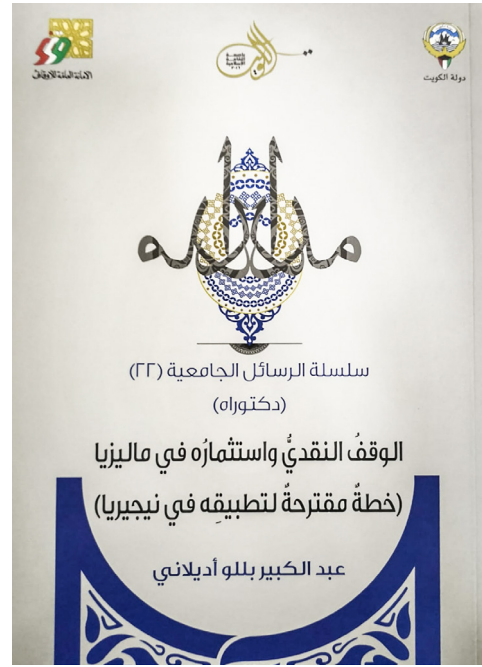 الأمانة العامة للأوقاف
دولة الكويت
سلسلة الرسائل الجامعية (٢٢)
(دكتوراه)
الوقفُ النقديُّ واستثمارُه في ماليزيا
(خطةٌ مقترحةٌ لتطبيقِه في نيجيريا)
عبد الكبير بللو أديلاني